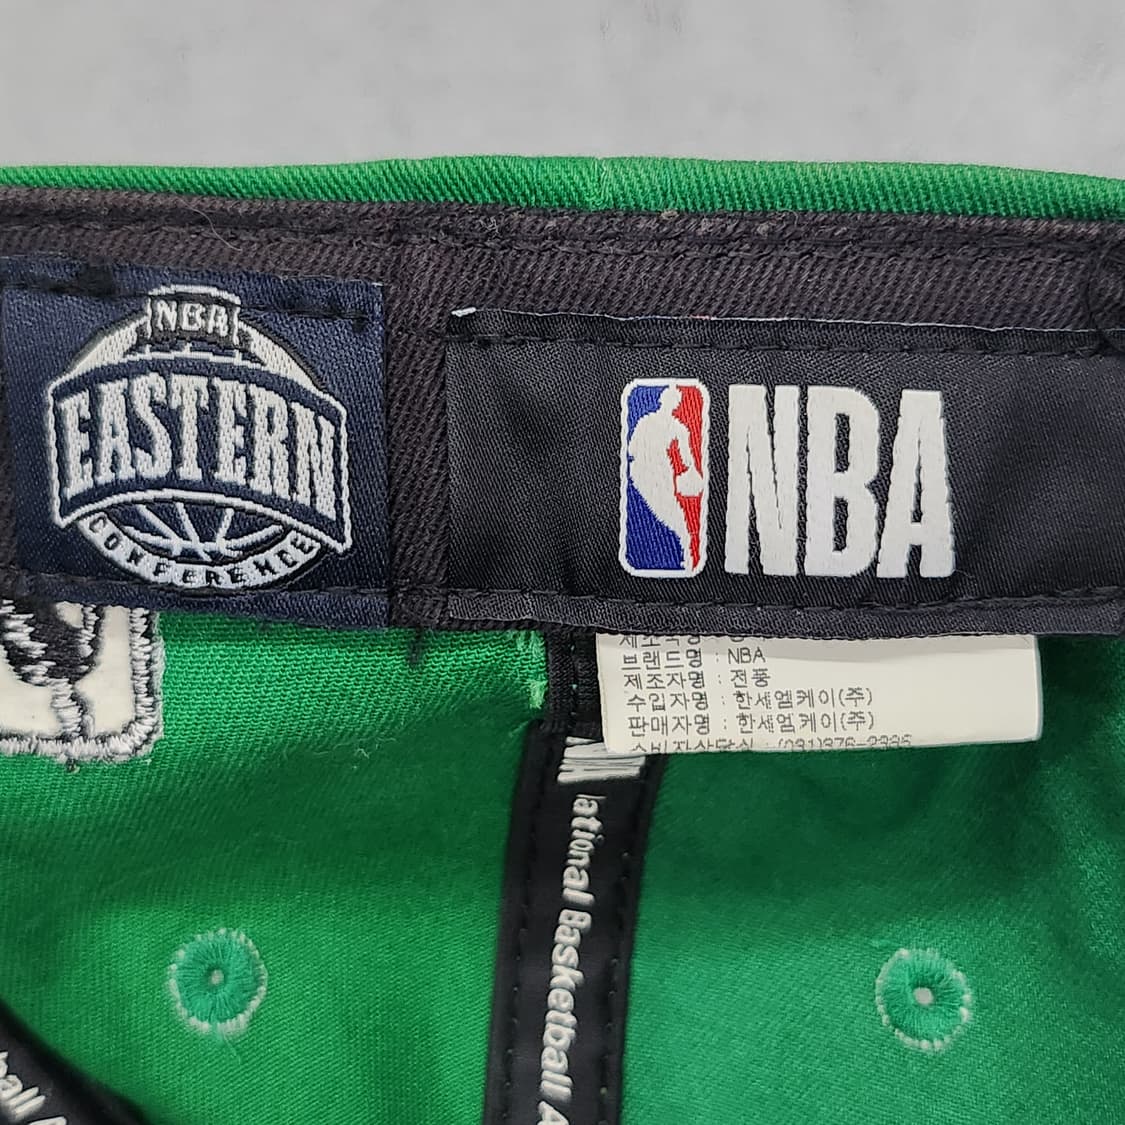 NBA
EASTERN
CONFERENCE
NBA
브랜드명 : NBA
제조자명 : 전풍
수입자명 : 한세엠케이(주)
판매자명 : 한세엠케이(주)
ational Basketball A
ball